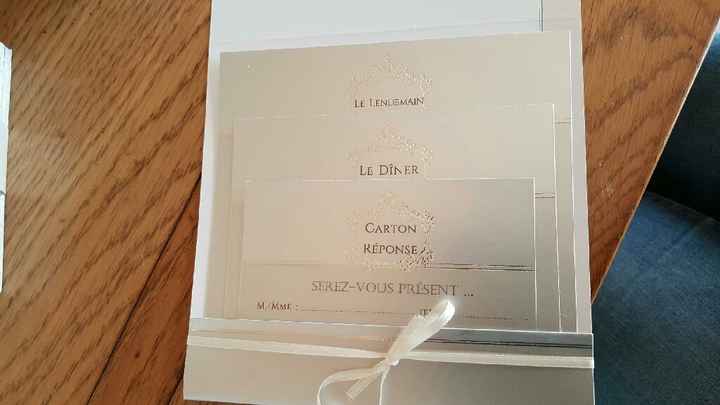 Le Lendemain
Le Dîner
Carton
Réponse
Serez-vous présent ...
M./Mme :